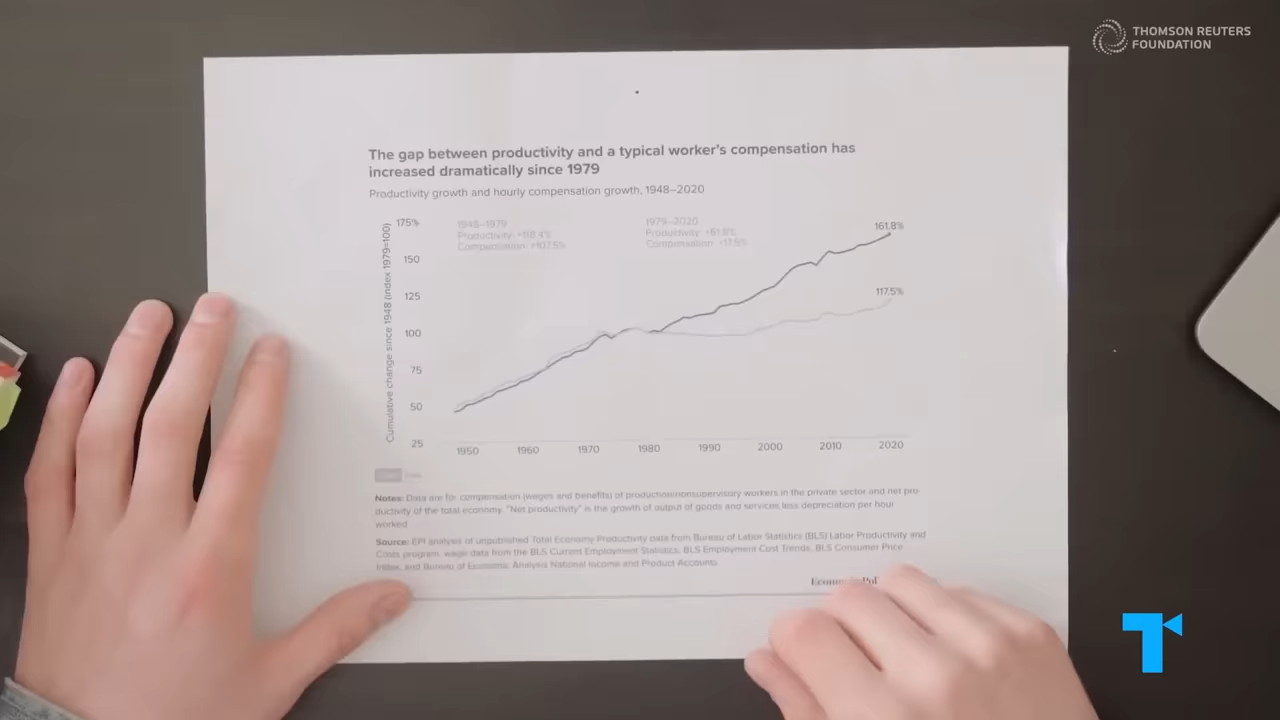 THOMSON REUTERS
FOUNDATION
The gap between productivity and a typical worker's compensation has
increased dramatically since 1979
Productivity growth and hourly compensation growth, 1948–2020
Cumulative change since 1948 (index 1979=100)
175%
150
125
100
75
50
25
1948–1979
Productivity: +118.4%
Compensation: +107.5%
1979–2020
Productivity: +61.8%
Compensation: +17.5%
161.8%
117.5%
1950 1960 1970 1980 1990 2000 2010 2020
Notes: Data are for compensation (wages and benefits) of production/nonsupervisory workers in the private sector and net pro-
ductivity of the total economy. "Net productivity" is the growth of output of goods and services less depreciation per hour
worked.
Source: EPI analysis of unpublished Total Economy Productivity data from Bureau of Labor Statistics (BLS) Labor Productivity and
Costs program, wage data from the BLS Current Employment Statistics, BLS Employment Cost Trends, BLS Consumer Price
Index, and Bureau of Economic Analysis National Income and Product Accounts